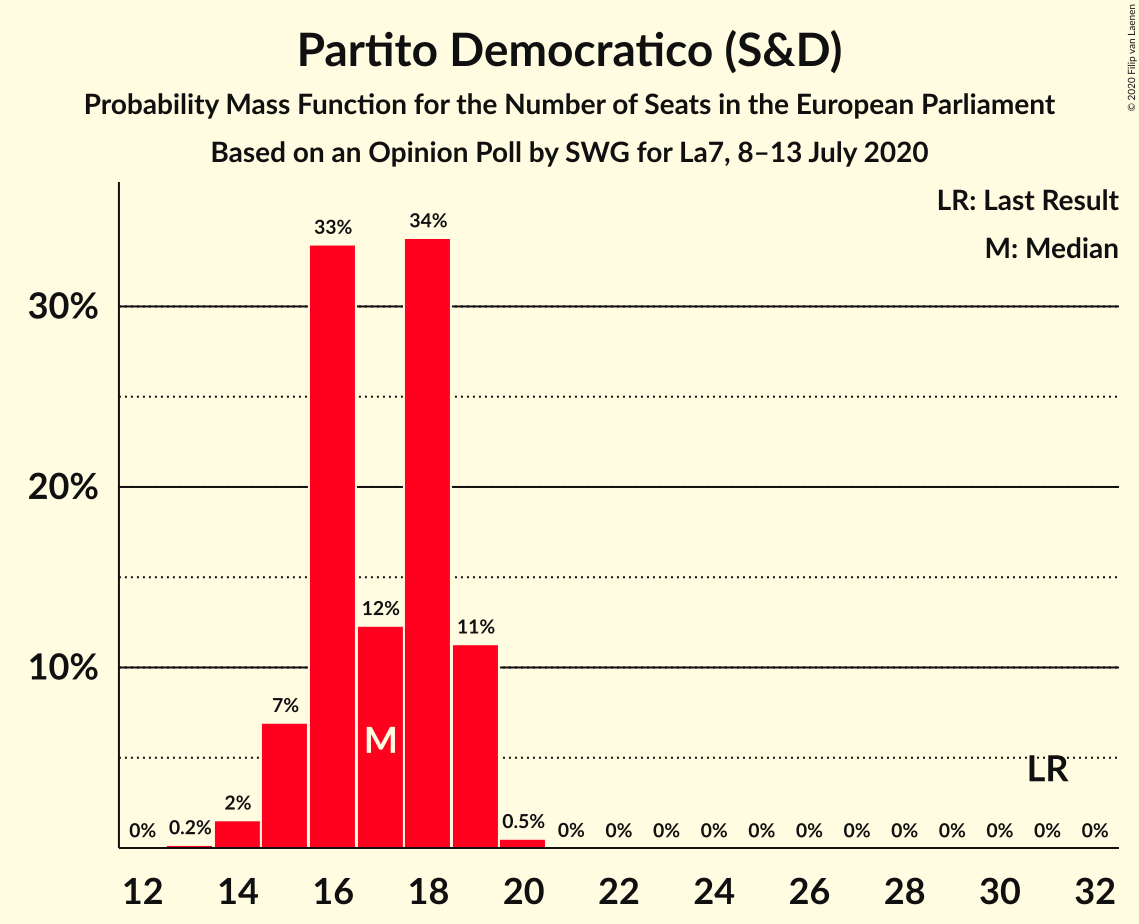 Partito Democratico (S&D)
Probability Mass Function for the Number of Seats in the European Parliament
Based on an Opinion Poll by SWG for La7, 8–13 July 2020
© 2020 Filip van Laenen
LR: Last Result
M: Median
30%
20%
10%
0% 0.2% 2% 7% 33% 12% 34% 11% 0.5% 0% 0% 0% 0% 0% 0% 0% 0% 0% 0% 0% 0%
M
LR
12 14 16 18 20 22 24 26 28 30 32